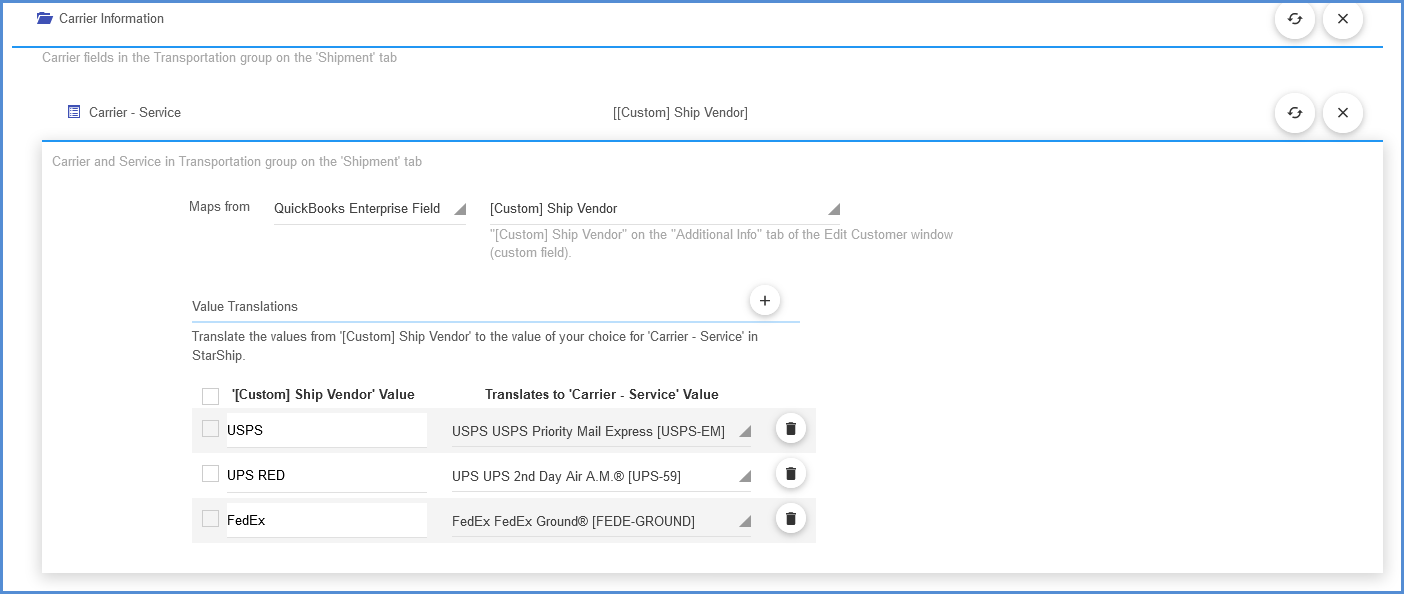 Carrier Information
Carrier fields in the Transportation group on the 'Shipment' tab
Carrier - Service [[Custom] Ship Vendor]
Carrier and Service in Transportation group on the 'Shipment' tab
Maps from QuickBooks Enterprise Field [Custom] Ship Vendor
"[Custom] Ship Vendor" on the "Additional Info" tab of the Edit Customer window
(custom field).
Value Translations
Translate the values from '[Custom] Ship Vendor' to the value of your choice for 'Carrier - Service' in
StarShip.
'[Custom] Ship Vendor' Value Translates to 'Carrier - Service' Value
USPS USPS USPS Priority Mail Express [USPS-EM]
UPS RED UPS UPS 2nd Day Air A.M.® [UPS-59]
FedEx FedEx FedEx Ground® [FEDE-GROUND]